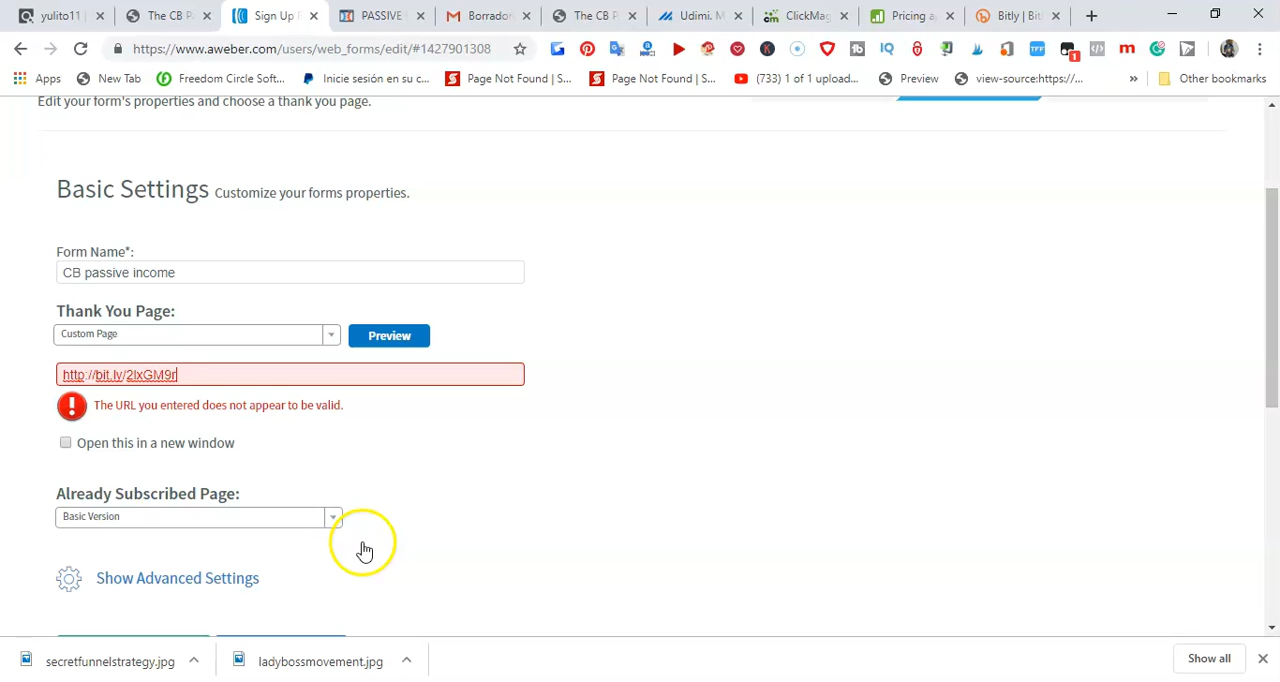 yulito11 |
The CB P
Sign Up F
PASSIVE
Borrador
The CB P
Udimi. M
ClickMag
Pricing a
Bitly | Bit
https://www.aweber.com/users/web_forms/edit/#1427901308
Apps
New Tab
Freedom Circle Soft...
Inicie sesión en su c...
Page Not Found | S...
Page Not Found | S...
(733) 1 of 1 upload...
Preview
view-source:https://...
»
Other bookmarks
Edit your form's properties and choose a thank you page.
Basic Settings Customize your forms properties.
Form Name*:
CB passive income
Thank You Page:
Custom Page
Preview
http://bit.ly/2IxGM9r
The URL you entered does not appear to be valid.
Open this in a new window
Already Subscribed Page:
Basic Version
Show Advanced Settings
secretfunnelstrategy.jpg
ladybossmovement.jpg
Show all